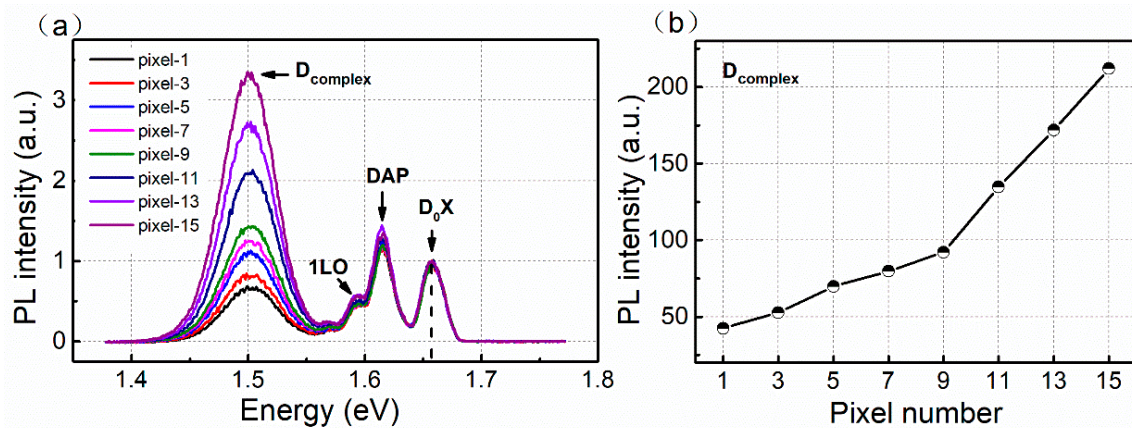 (a)
pixel-1
pixel-3
pixel-5
pixel-7
pixel-9
pixel-11
pixel-13
pixel-15
D complex
DAP
D₀X
1LO
3
2
1
0
PL intensity (a.u.)
1.4 1.5 1.6 1.7 1.8
Energy (eV)
(b)
D complex
200
150
100
50
PL intensity (a.u.)
1 3 5 7 9 11 13 15
Pixel number